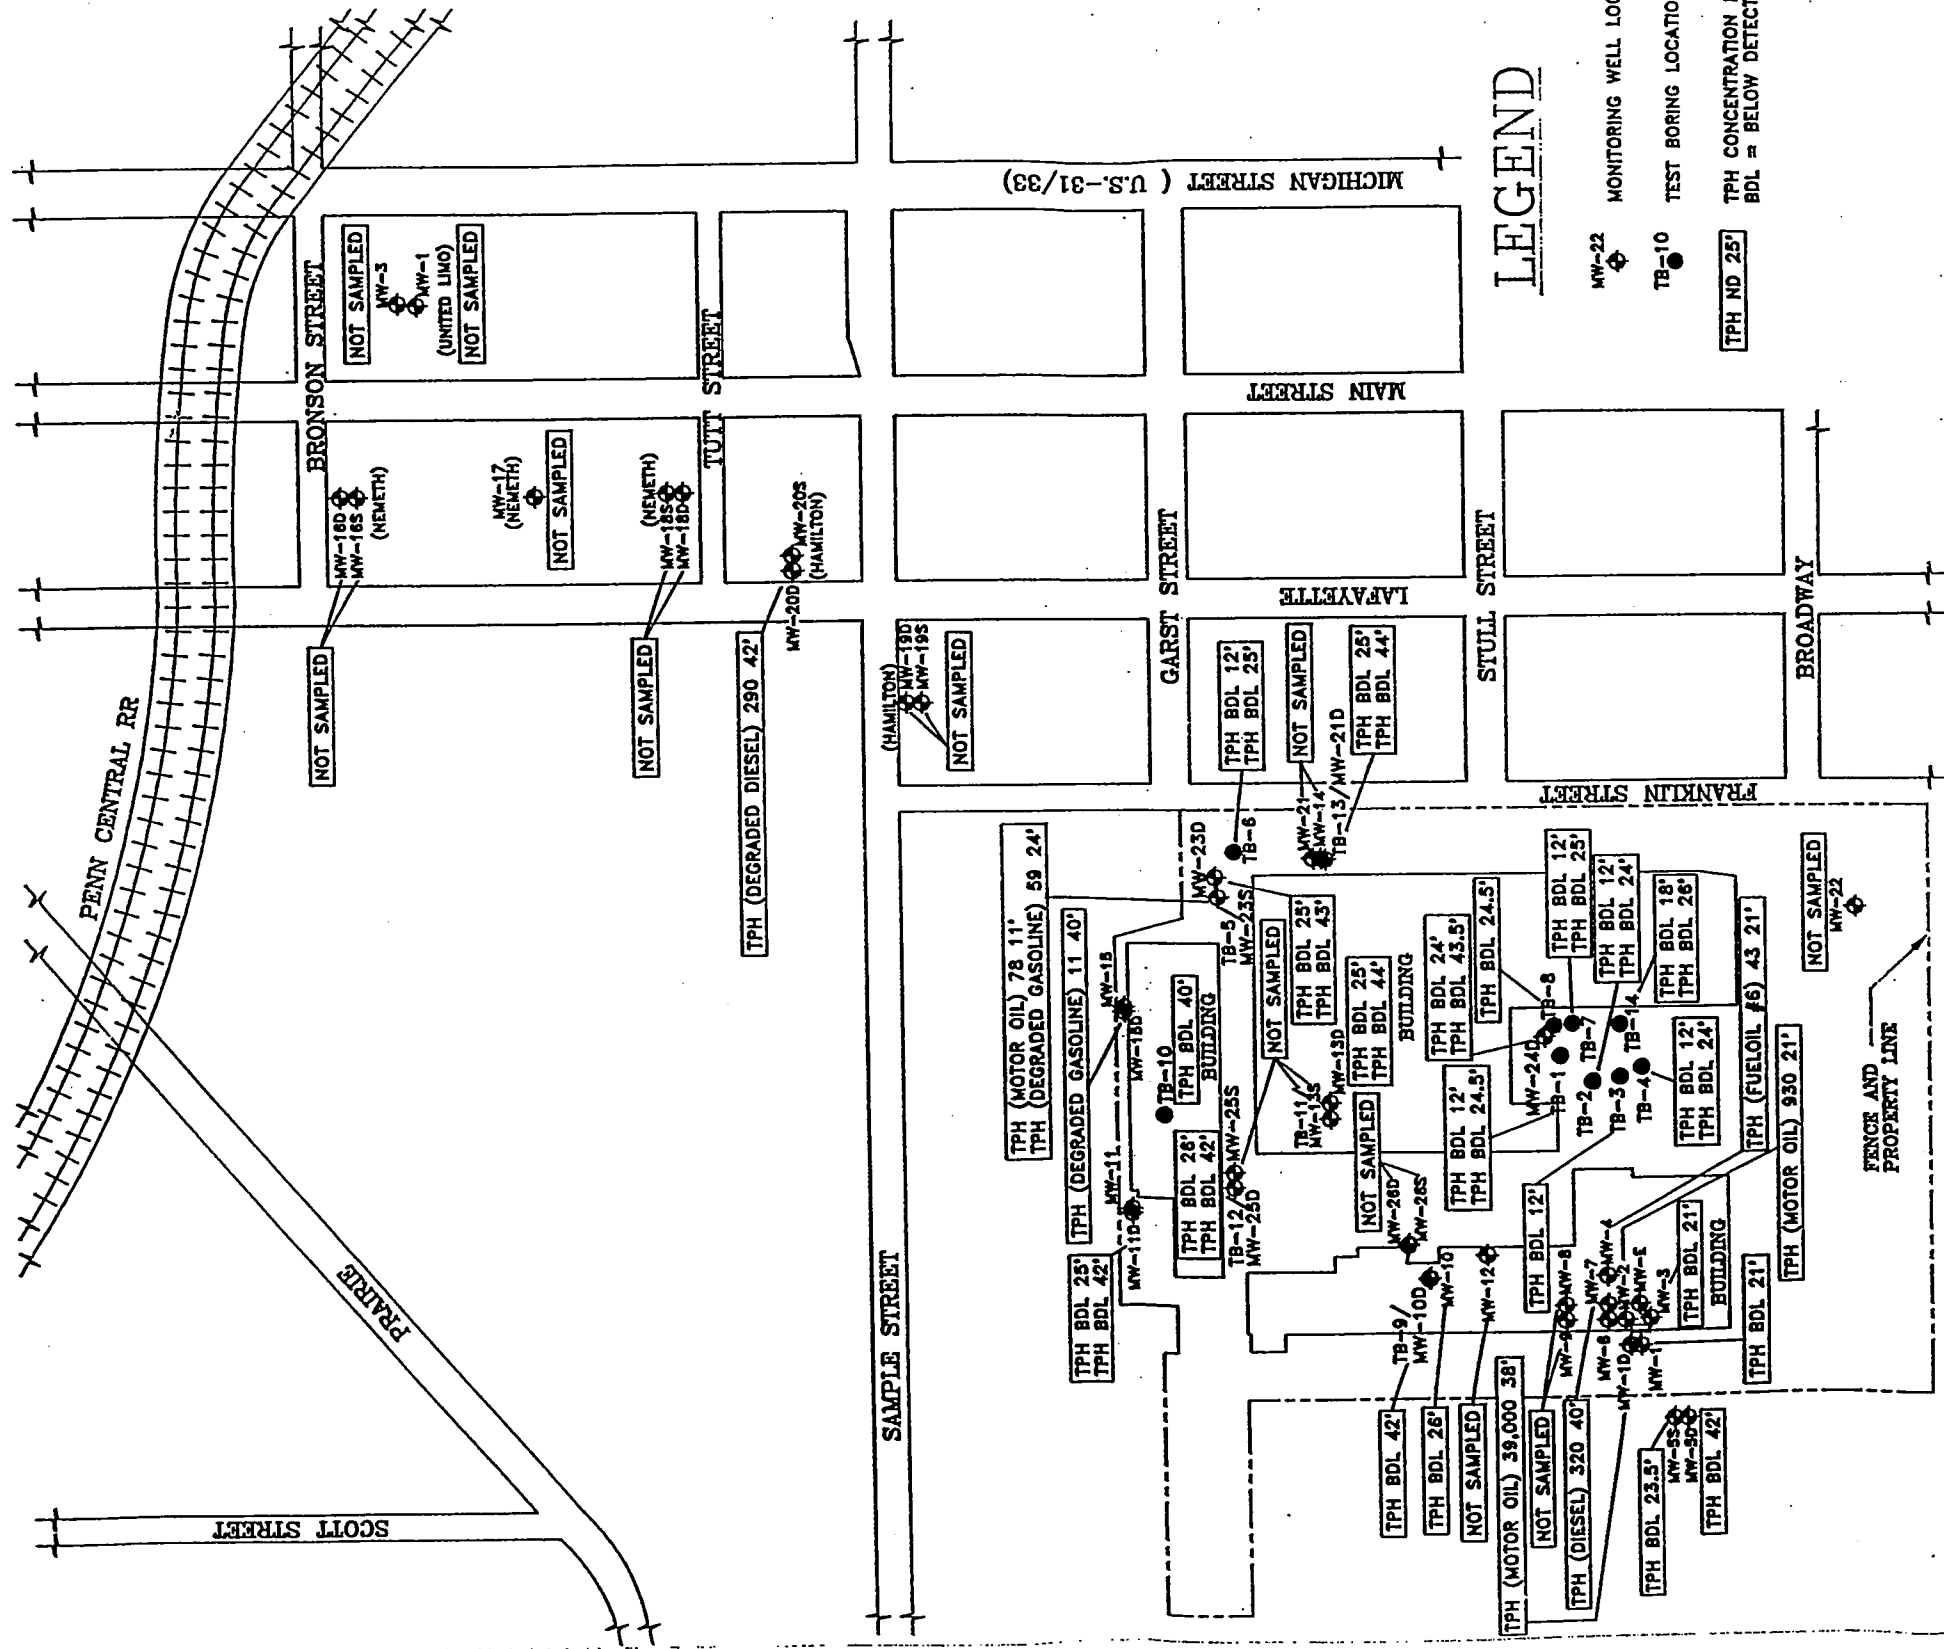 PENN CENTRAL RR
PRAIRIE
SCOTT STREET
BRONSON STREET
TUTT STREET
SAMPLE STREET
GARST STREET
STULL STREET
BROADWAY
MICHIGAN STREET ( U.S.-31/33)
MAIN STREET
LAFAYETTE
FRANKLIN STREET
NOT SAMPLED
MW-3
MW-1
(UNITED LIMO)
NOT SAMPLED
MW-16D
MW-16S
(NEMETH)
NOT SAMPLED
MW-17
(NEMETH)
NOT SAMPLED
(NEMETH)
MW-18S
MW-18D
NOT SAMPLED
MW-20D
MW-20S
(HAMILTON)
TPH (DEGRADED DIESEL) 290 42'
(HAMILTON)
MW-19D
MW-19S
NOT SAMPLED
TPH (MOTOR OIL) 78 11'
TPH (DEGRADED GASOLINE) 59 24'
TPH (DEGRADED GASOLINE) 11 40'
MW-15
MW-15D
TPH BDL 25'
TPH BDL 42'
MW-11
MW-11D
TB-10
TPH BDL 40'
BUILDING
TPH BDL 26'
TPH BDL 42'
TB-12
MW-25D
MW-25S
NOT SAMPLED
MW-23D
TB-5
MW-23S
TB-6
TPH BDL 12'
TPH BDL 25'
TPH BDL 25'
TPH BDL 43'
NOT SAMPLED
MW-21
MW-14
TB-13/MW-21D
TPH BDL 25'
TPH BDL 44'
TB-11
MW-13S
MW-13D
TPH BDL 25'
TPH BDL 44'
BUILDING
NOT SAMPLED
MW-26D
MW-26S
TPH BDL 24'
TPH BDL 43.5'
TPH BDL 24.5'
TPH BDL 12'
TPH BDL 25'
TPH BDL 12'
TPH BDL 24'
TPH BDL 18'
TPH BDL 26'
TPH BDL 12'
TPH BDL 24.5'
MW-24D
TB-8
TB-7
TB-1
TB-2
TB-3
TB-4
TB-14
TPH BDL 12'
TPH BDL 24'
TPH BDL 12'
TPH (FUELOIL #6) 43 21'
TPH (MOTOR OIL) 930 21'
NOT SAMPLED
MW-22
FENCE AND
PROPERTY LINE
TB-9/
MW-10D
MW-10
MW-12
MW-8
MW-9
MW-7
MW-6
MW-4
MW-2
MW-3
MW-1D
MW-1
TPH BDL 21'
BUILDING
TPH BDL 21'
TPH BDL 42'
TPH BDL 26'
NOT SAMPLED
TPH (MOTOR OIL) 39,000 38'
NOT SAMPLED
TPH (DIESEL) 320 40'
TPH BDL 23.5'
MW-5S
MW-5D
TPH BDL 42'
LEGEND
MW-22
MONITORING WELL LOC
TB-10
TEST BORING LOCATIO
TPH ND 25'
TPH CONCENTRATION
BDL = BELOW DETECT